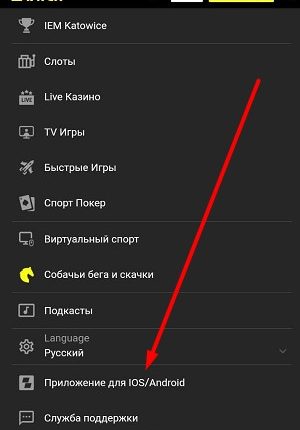 IEM Katowice
Слоты
LIVE
Live Казино
TV Игры
Быстрые Игры
Спорт Покер
Виртуальный спорт
Собачьи бега и скачки
Подкасты
Language
Русский
Приложение для IOS/Android
Служба поддержки